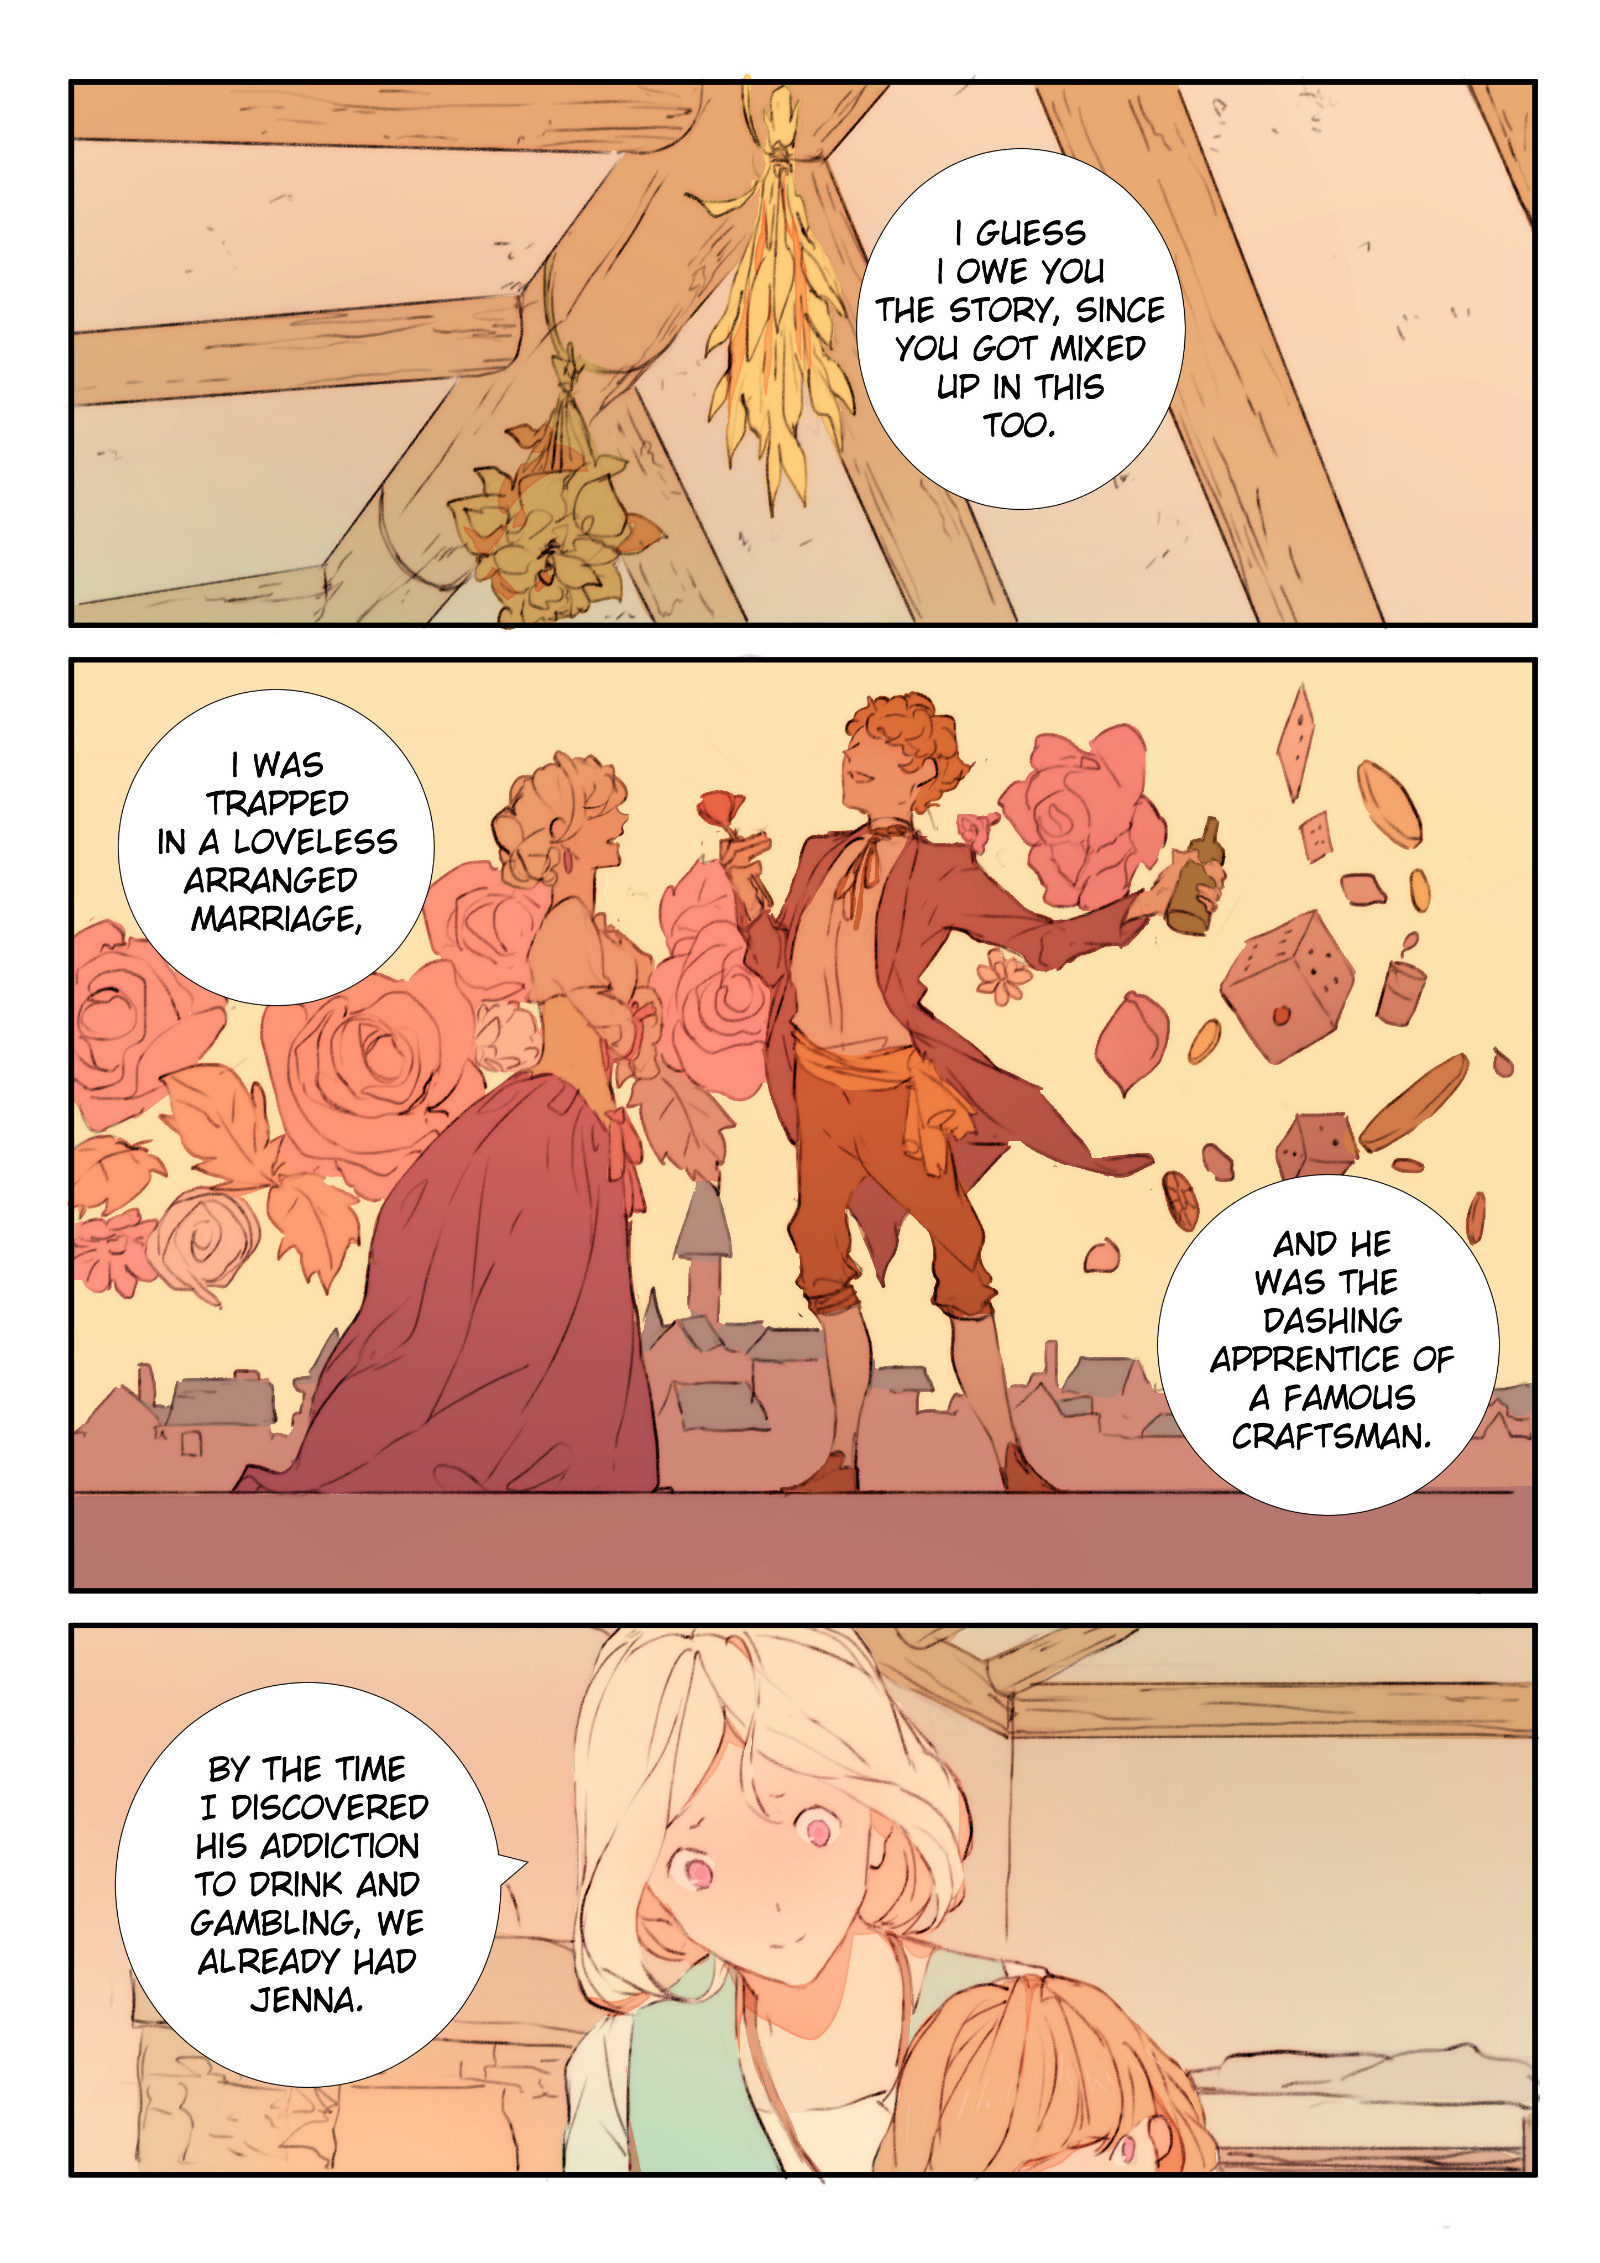 I GUESS
I OWE YOU
THE STORY, SINCE
YOU GOT MIXED
UP IN THIS
TOO.
I WAS
TRAPPED
IN A LOVELESS
ARRANGED
MARRIAGE,
AND HE
WAS THE
DASHING
APPRENTICE OF
A FAMOUS
CRAFTSMAN.
BY THE TIME
I DISCOVERED
HIS ADDICTION
TO DRINK AND
GAMBLING, WE
ALREADY HAD
JENNA.